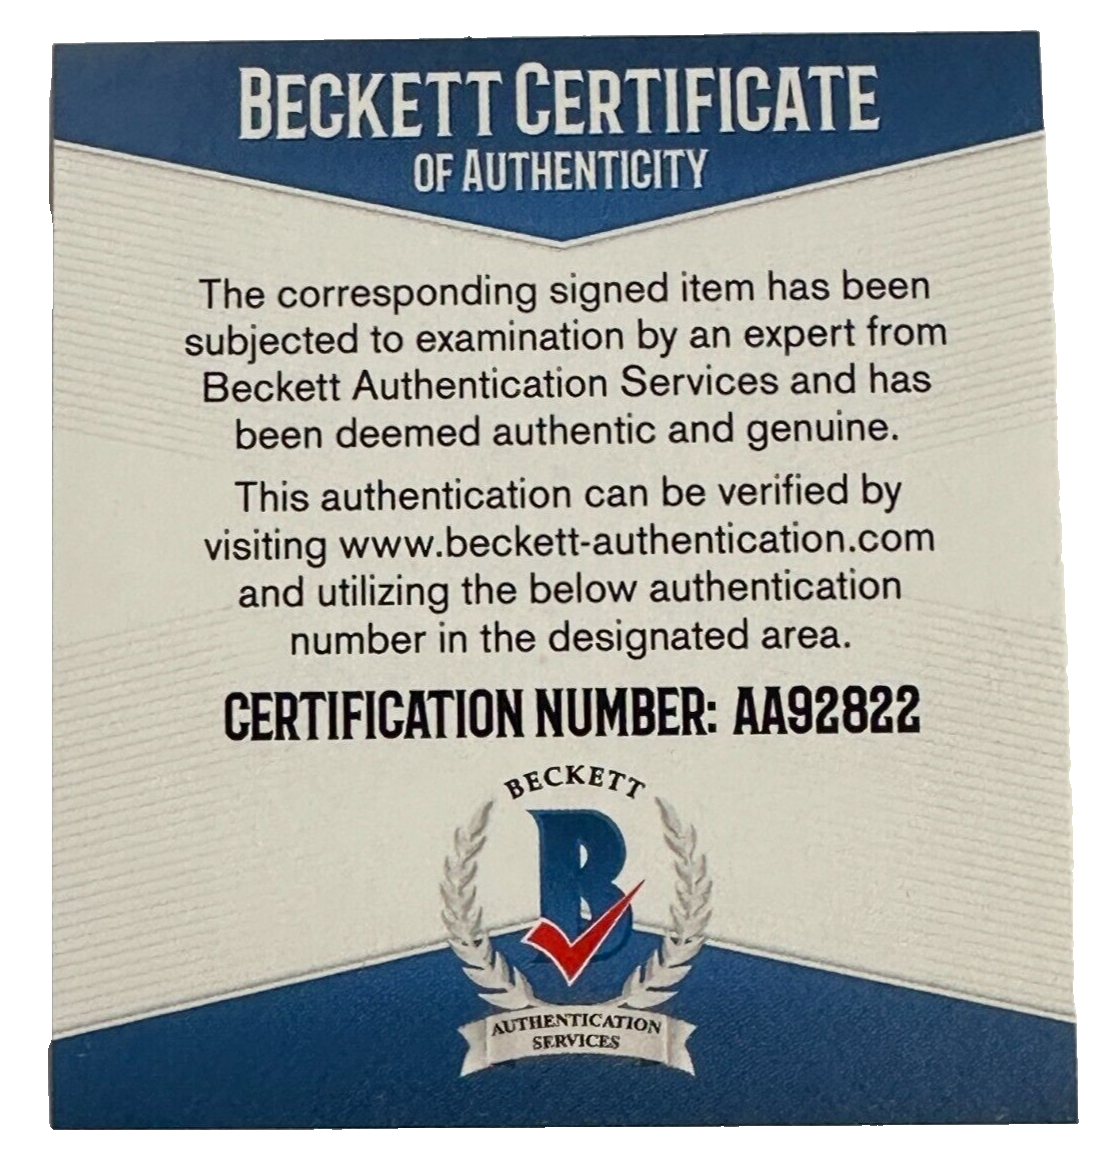 BECKETT CERTIFICATE
OF AUTHENTICITY
The corresponding signed item has been
subjected to examination by an expert from
Beckett Authentication Services and has
been deemed authentic and genuine.
This authentication can be verified by
visiting www.beckett-authentication.com
and utilizing the below authentication
number in the designated area.
CERTIFICATION NUMBER: AA92822
BECKETT
B
AUTHENTICATION
SERVICES